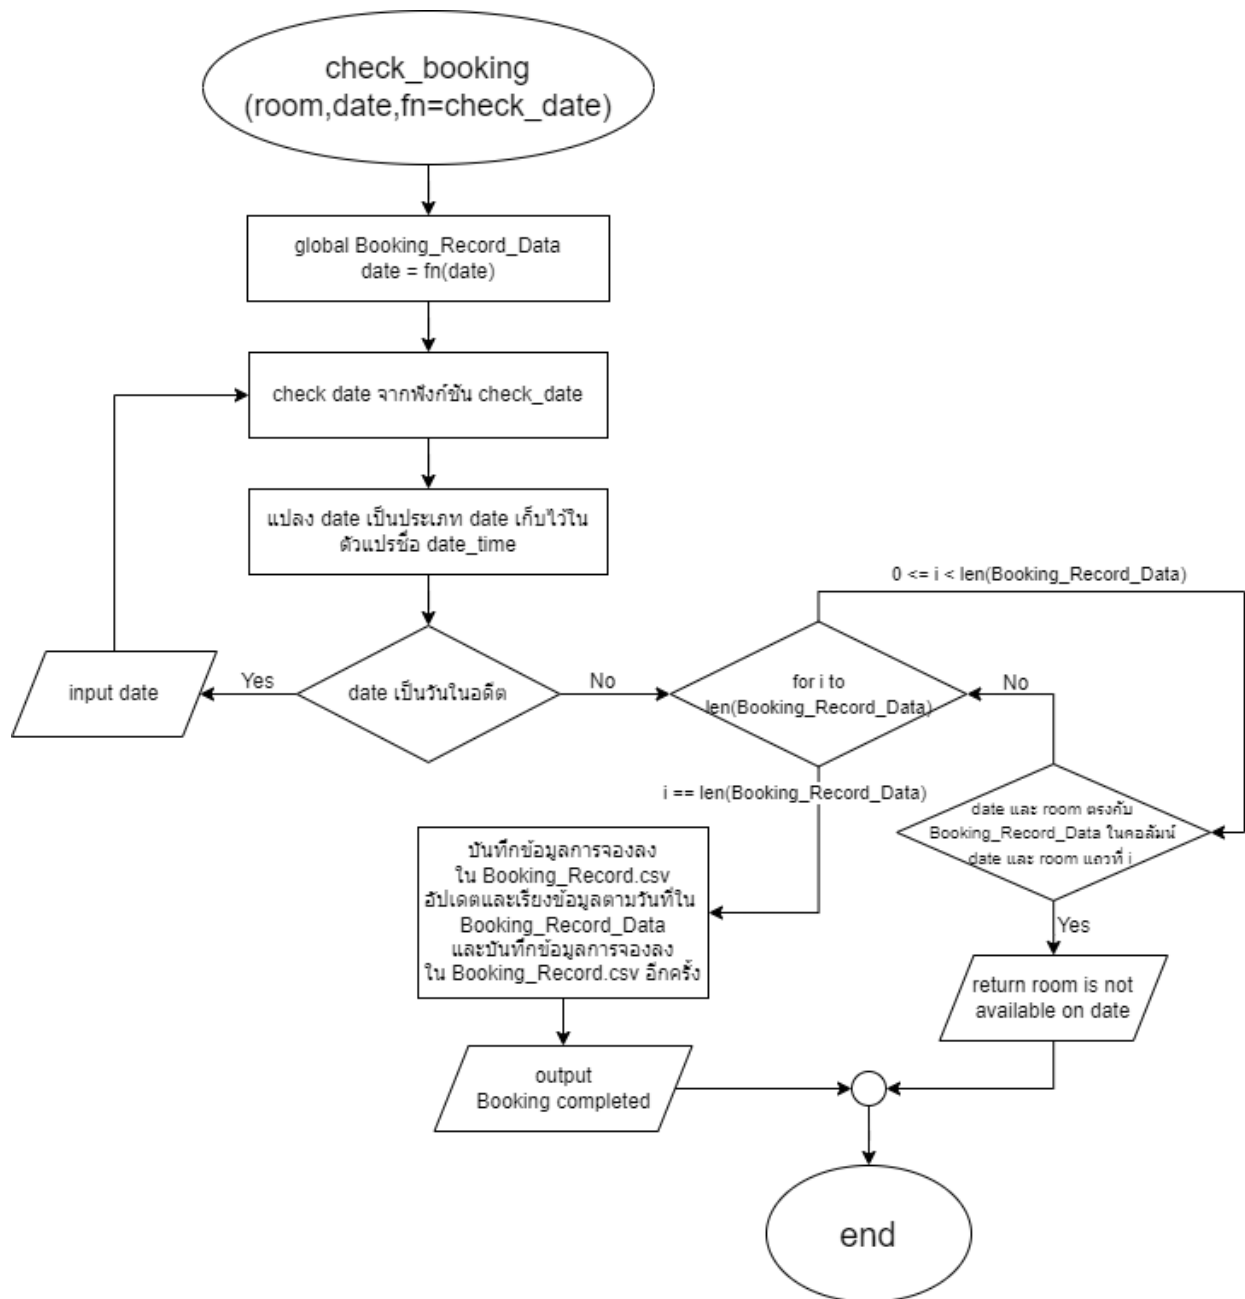 check_booking
(room,date,fn=check_date)
global Booking_Record_Data
date = fn(date)
check date จากฟังก์ชัน check_date
แปลง date เป็นประเภท date เก็บไว้ใน
ตัวแปรชื่อ date_time
0 <= i < len(Booking_Record_Data)
input date
Yes
date เป็นวันในอดีต
No
for i to
len(Booking_Record_Data)
No
i == len(Booking_Record_Data)
date และ room ตรงกับ
Booking_Record_Data ในคอลัมน์
date และ room แถวที่ i
บันทึกข้อมูลการจองลง
ใน Booking_Record.csv
อัปเดตและเรียงข้อมูลตามวันที่ใน
Booking_Record_Data
และบันทึกข้อมูลการจองลง
ใน Booking_Record.csv อีกครั้ง
Yes
return room is not
available on date
output
Booking completed
end